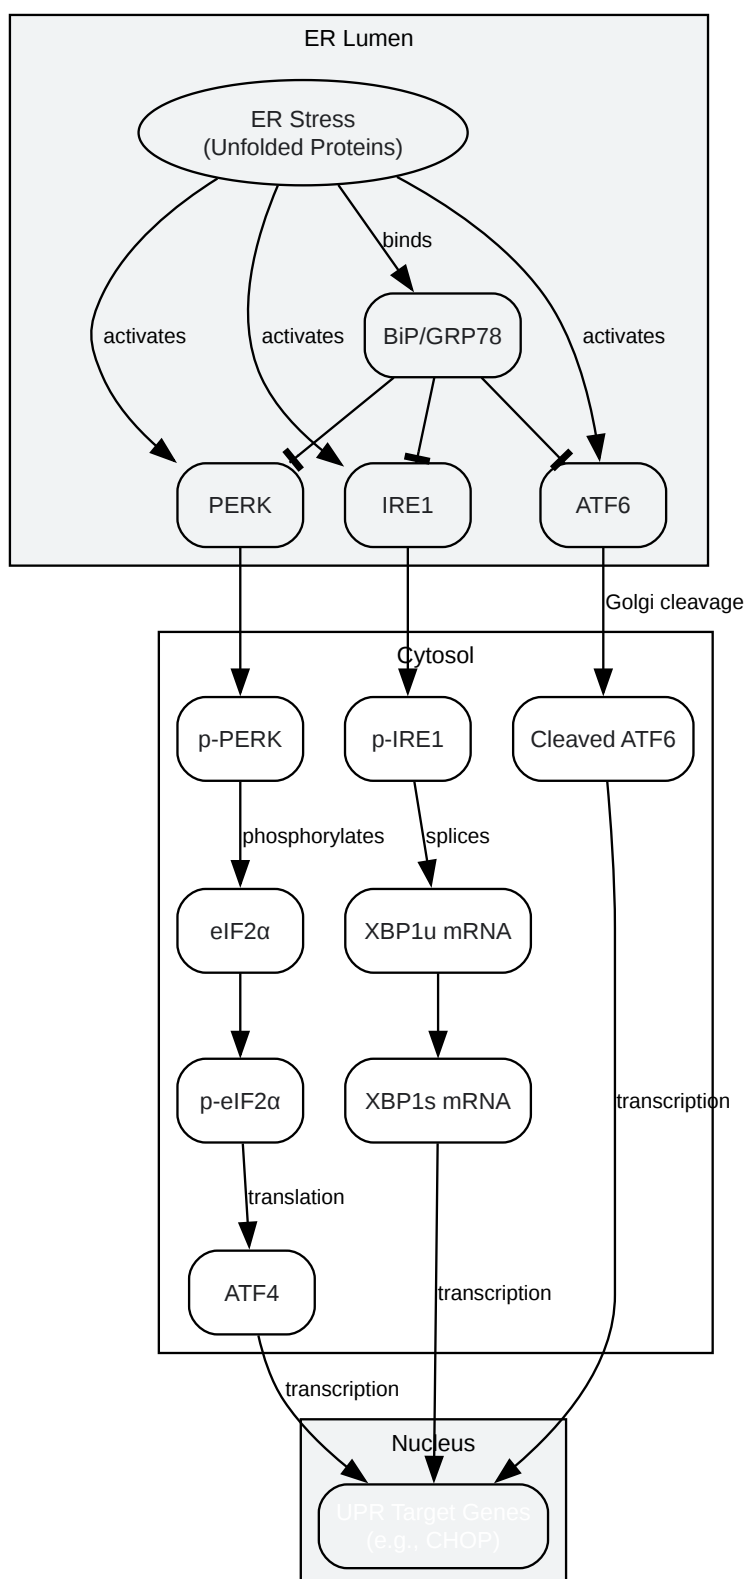 ER Lumen
ER Stress
(Unfolded Proteins)
binds
activates
activates
BiP/GRP78
activates
PERK
IRE1
ATF6
Golgi cleavage
Cytosol
p-PERK
p-IRE1
Cleaved ATF6
phosphorylates
splices
eIF2α
XBP1u mRNA
p-eIF2α
XBP1s mRNA
transcription
translation
ATF4
transcription
transcription
Nucleus
UPR Target Genes
(e.g., CHOP)